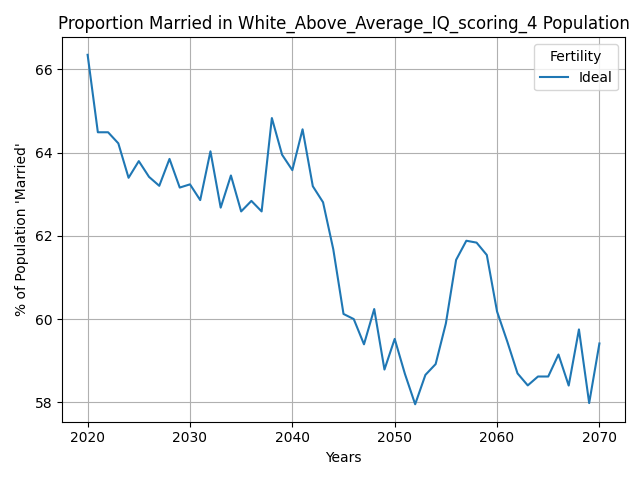 Proportion Married in White_Above_Average_IQ_scoring_4 Population
Fertility
Ideal
% of Population 'Married'
66
64
62
60
58
2020
2030
2040
2050
2060
2070
Years